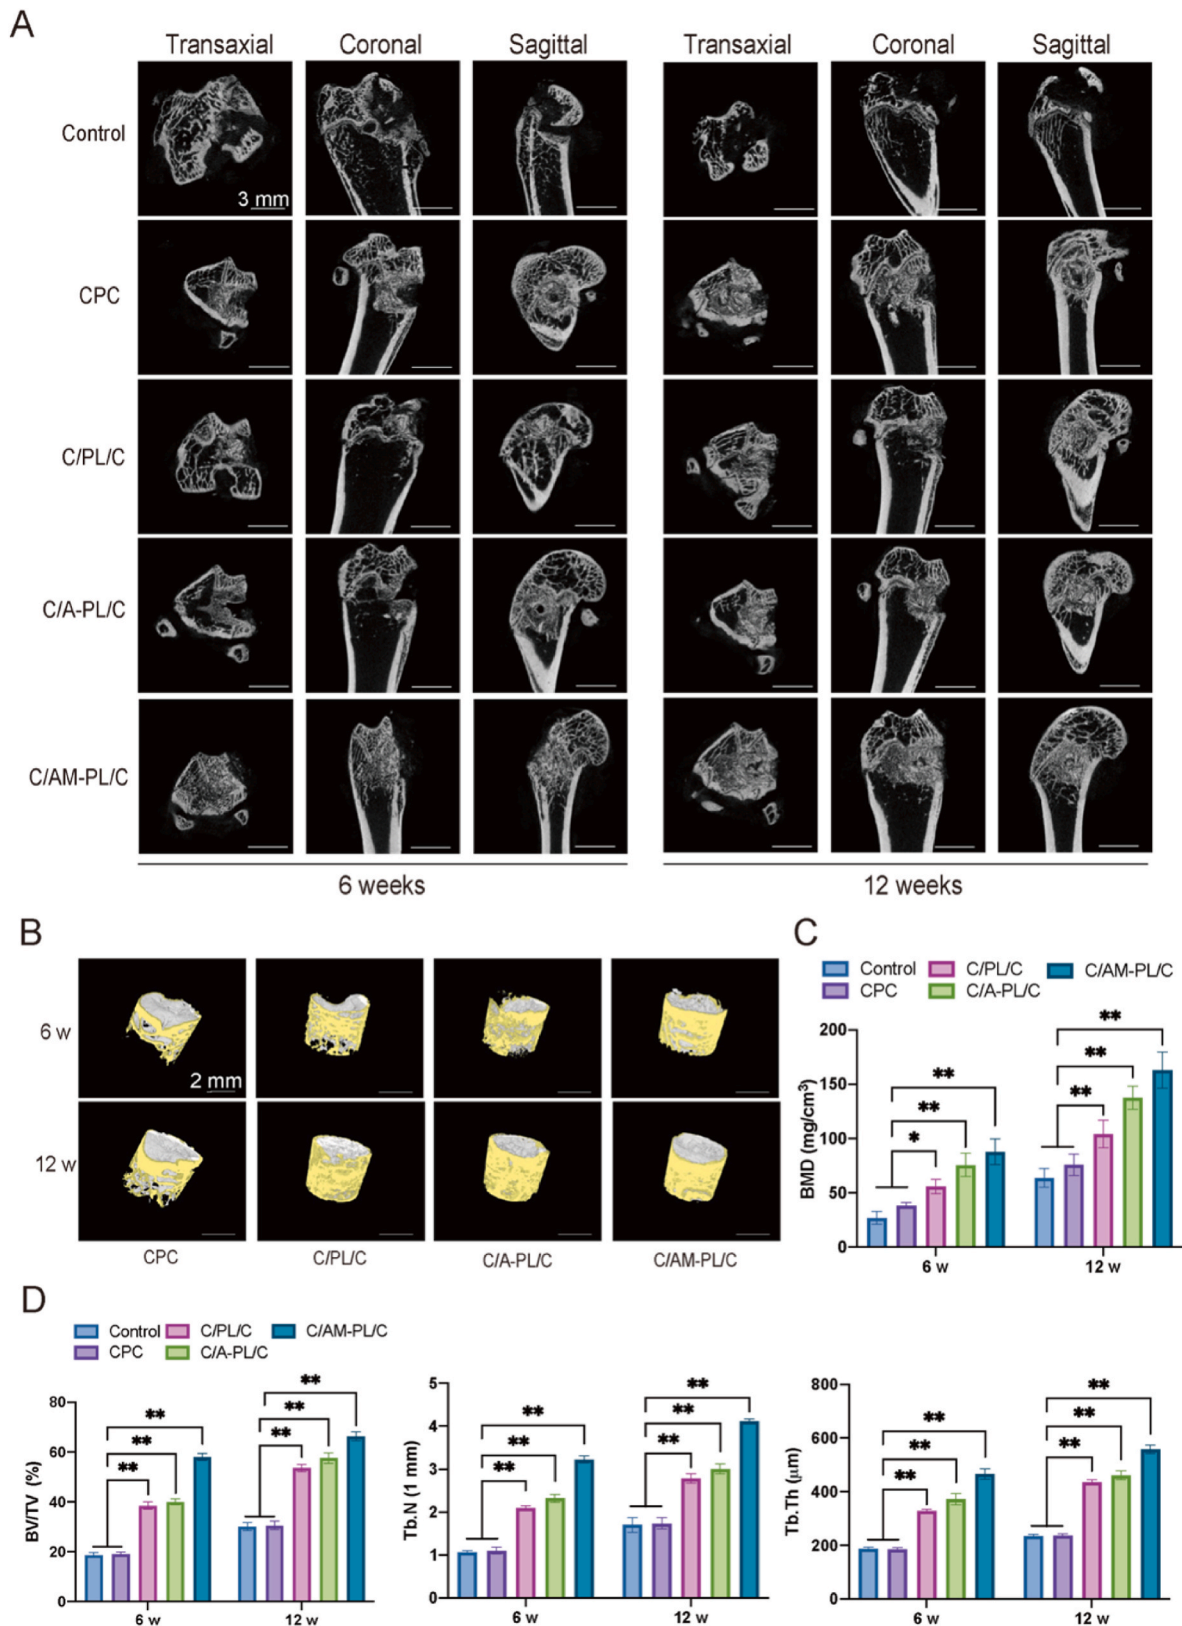 A
Transaxial Coronal Sagittal Transaxial Coronal Sagittal
Control
3 mm
CPC
C/PL/C
C/A-PL/C
C/AM-PL/C
6 weeks 12 weeks
B
6 w
2 mm
12 w
CPC C/PL/C C/A-PL/C C/AM-PL/C
C
Control C/PL/C C/AM-PL/C
CPC C/A-PL/C
BMD (mg/cm³)
200
150
100
50
0
** ** *
** ** **
6 w 12 w
D
Control C/PL/C C/AM-PL/C
CPC C/A-PL/C
BV/TV (%)
80
60
40
20
0
** ** **
** ** **
6 w 12 w
Tb.N (1 mm)
5
4
3
2
1
0
** ** **
** ** **
6 w 12 w
Tb.Th (μm)
800
600
400
200
0
** ** **
** ** **
6 w 12 w